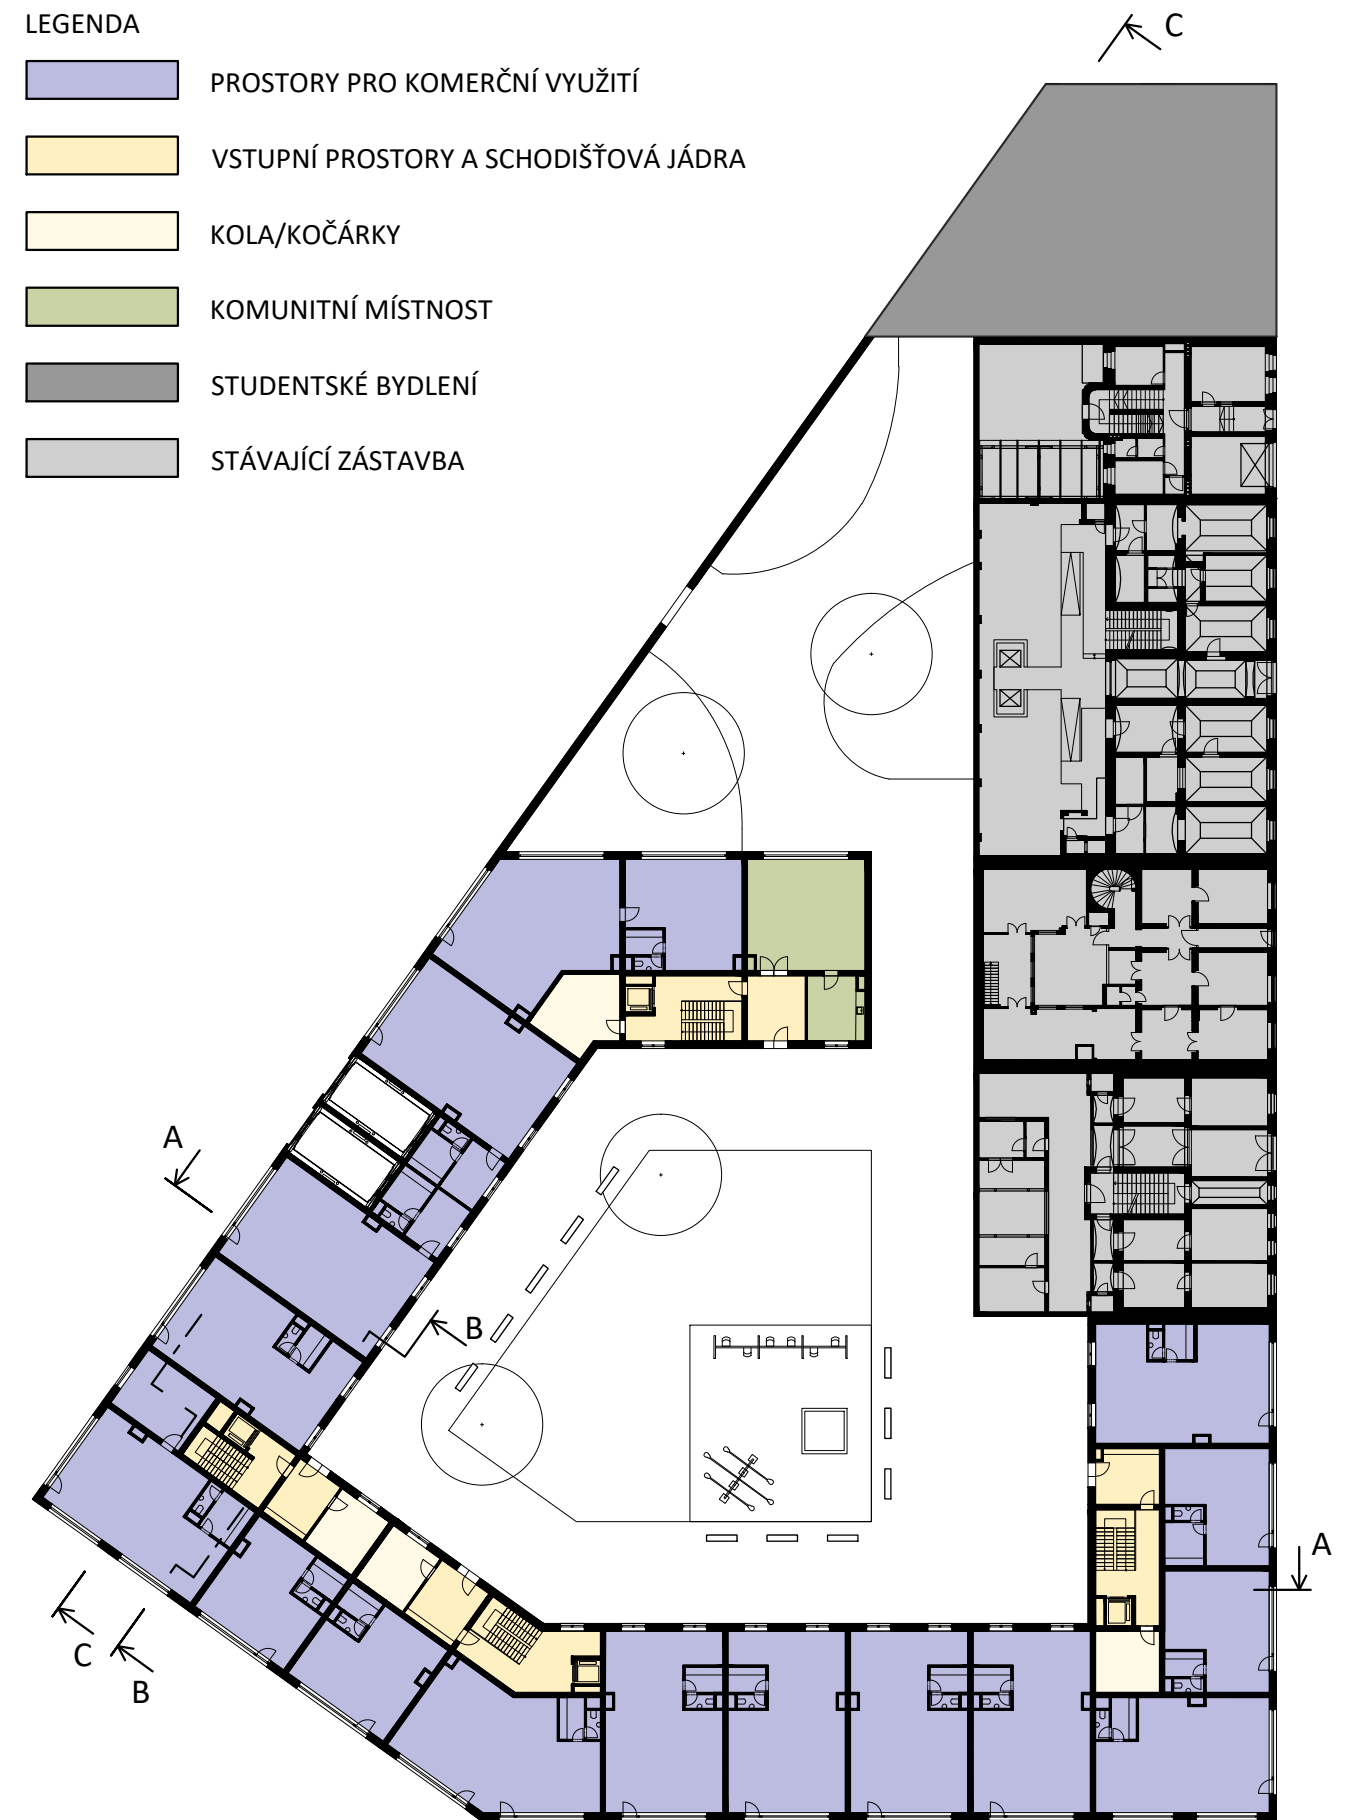 LEGENDA
C
PROSTORY PRO KOMERČNÍ VYUŽITÍ
VSTUPNÍ PROSTORY A SCHODIŠŤOVÁ JÁDRA
KOLA/KOČÁRKY
KOMUNITNÍ MÍSTNOST
STUDENTSKÉ BYDLENÍ
STÁVAJÍCÍ ZÁSTAVBA
A
B
A
C
B